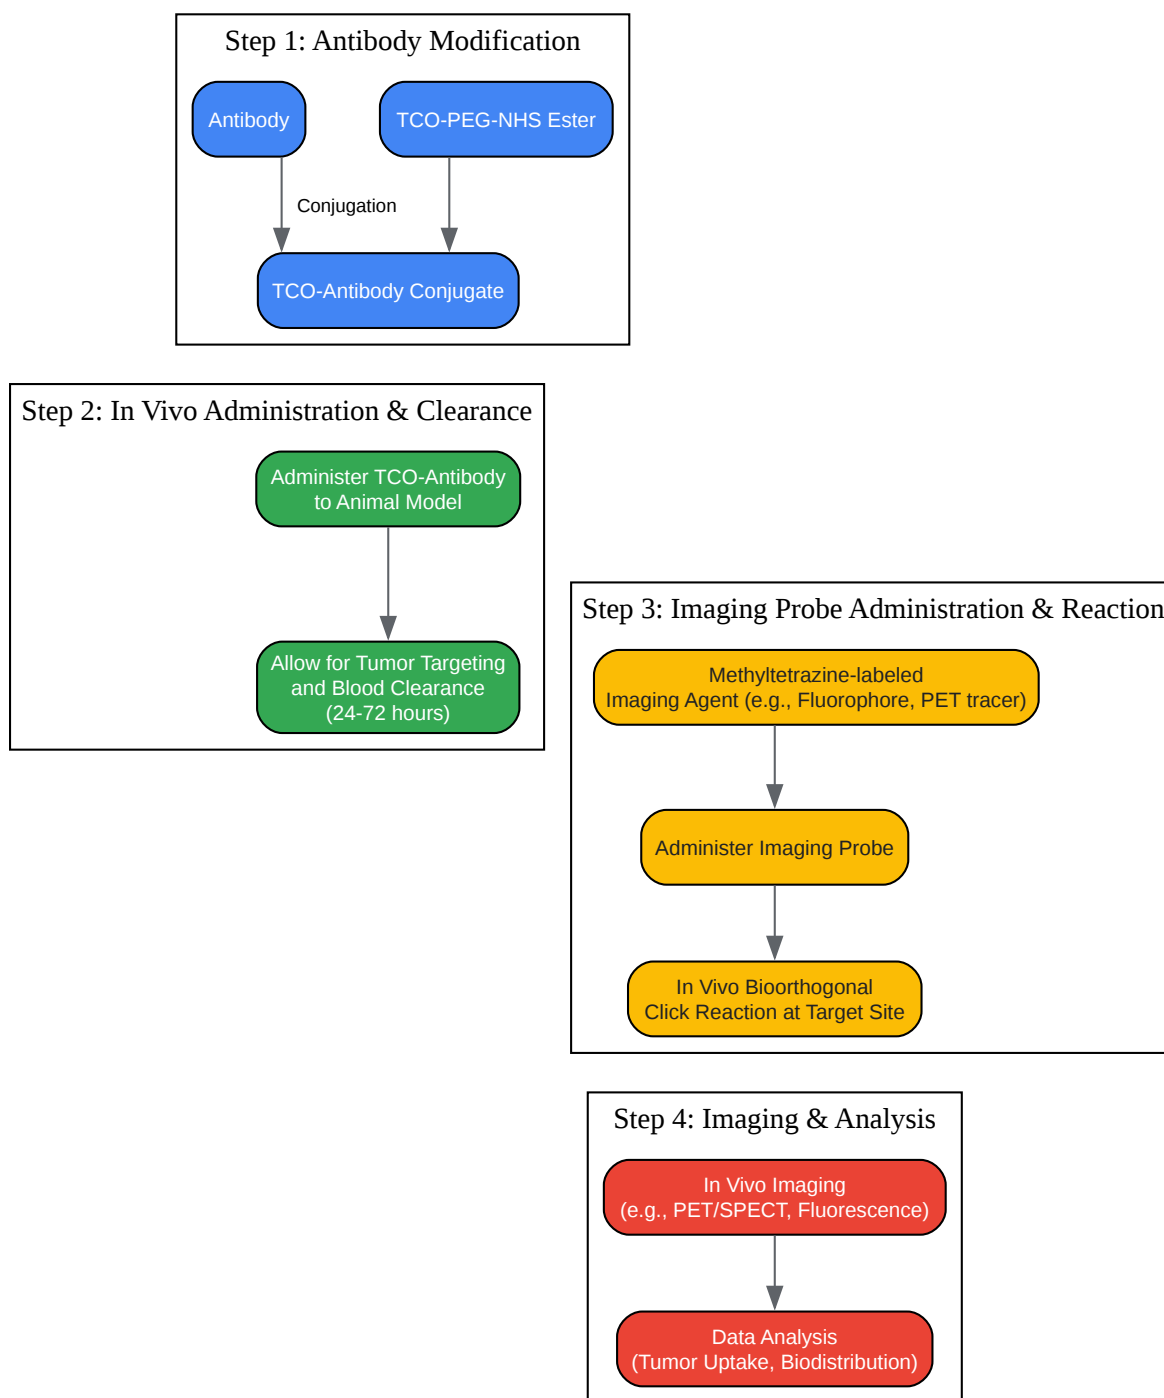 Step 1: Antibody Modification
Antibody
TCO-PEG-NHS Ester
Conjugation
TCO-Antibody Conjugate
Step 2: In Vivo Administration & Clearance
Administer TCO-Antibody
to Animal Model
Allow for Tumor Targeting
and Blood Clearance
(24-72 hours)
Step 3: Imaging Probe Administration & Reaction
Methyltetrazine-labeled
Imaging Agent (e.g., Fluorophore, PET tracer)
Administer Imaging Probe
In Vivo Bioorthogonal
Click Reaction at Target Site
Step 4: Imaging & Analysis
In Vivo Imaging
(e.g., PET/SPECT, Fluorescence)
Data Analysis
(Tumor Uptake, Biodistribution)